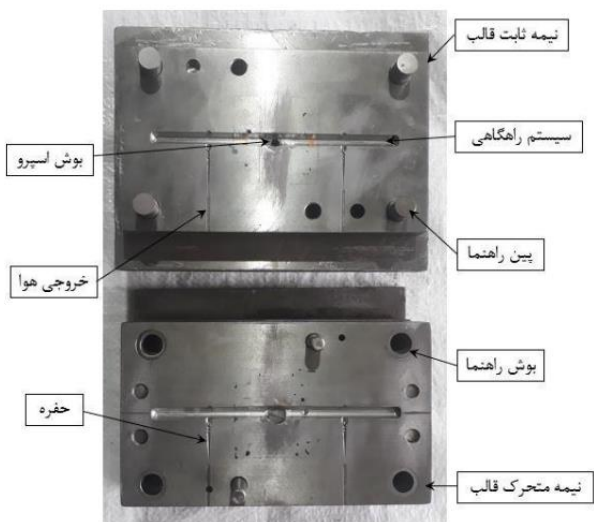 نیمه ثابت قالب
سیستم راهگاهی
بوش اسپرو
پین راهنما
خروجی هوا
بوش راهنما
حفره
نیمه متحرک قالب